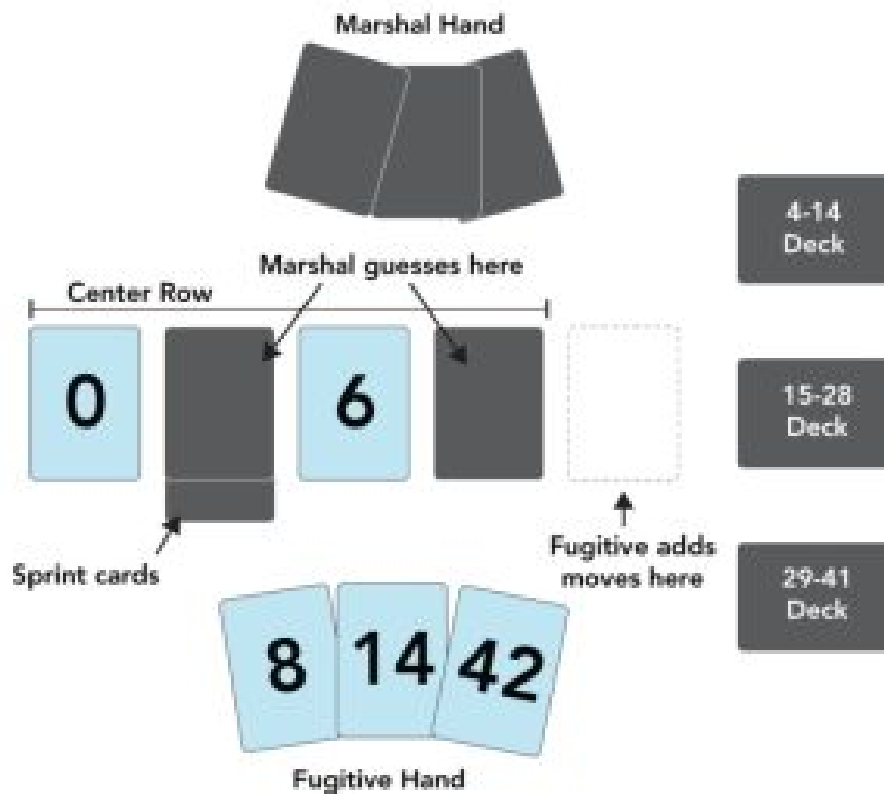 Marshal Hand
4-14
Deck
Marshal guesses here
Center Row
0
6
15-28
Deck
Sprint cards
Fugitive adds
moves here
29-41
Deck
8
14
42
Fugitive Hand